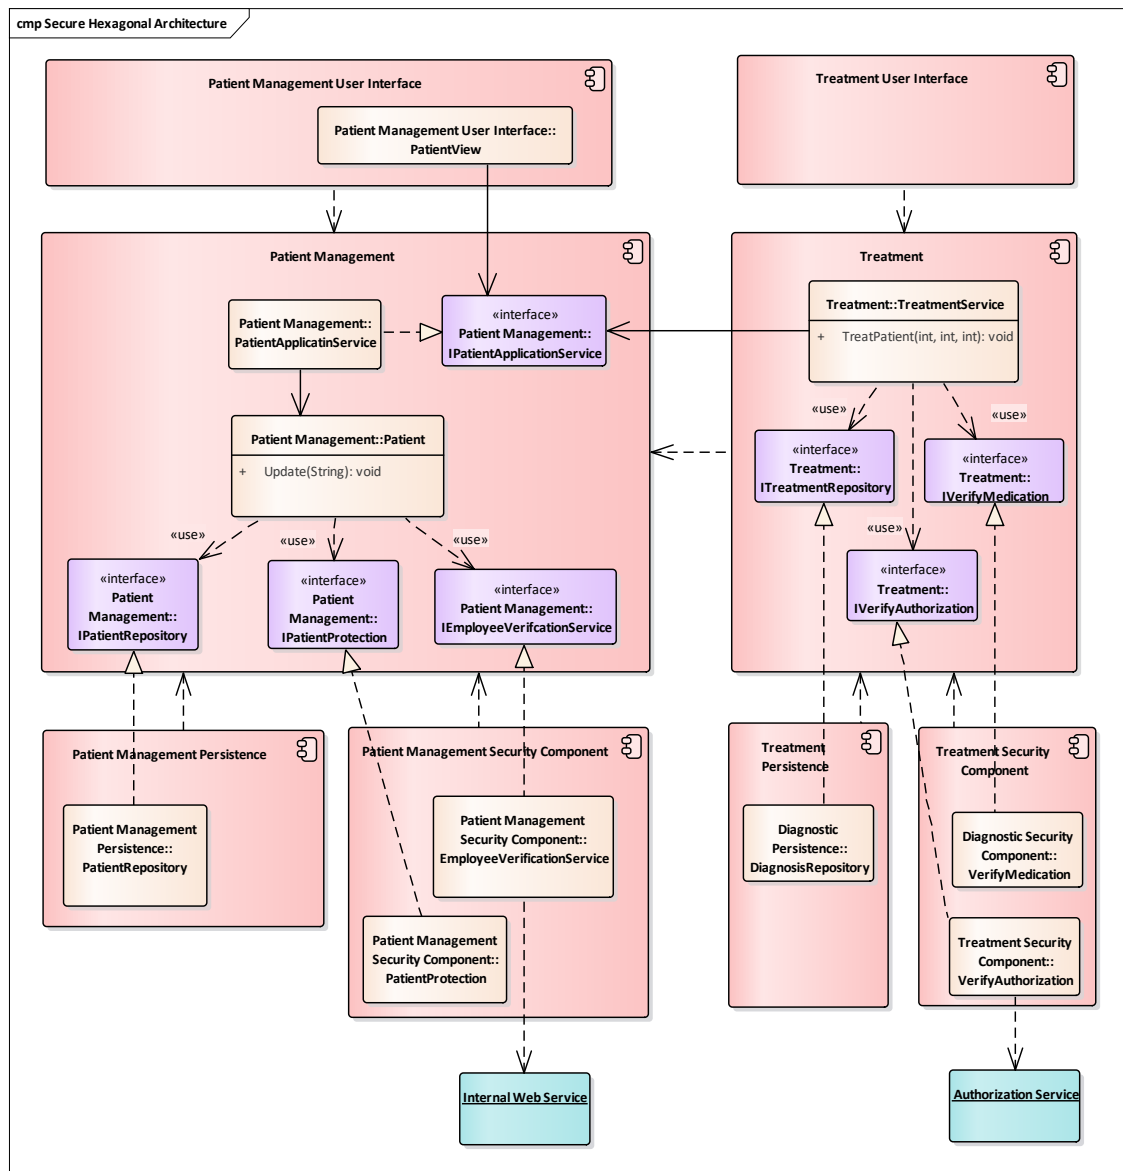 cmp Secure Hexagonal Architecture
Patient Management User Interface
Patient Management User Interface::
PatientView
Treatment User Interface
Patient Management
Patient Management::
PatientApplicatinService
«interface»
Patient Management::
IPatientApplicationService
Patient Management::Patient
+ Update(String): void
«use»
«use»
«use»
«interface»
Patient
Management::
IPatientRepository
«interface»
Patient
Management::
IPatientProtection
«interface»
Patient Management::
IEmployeeVerifcationService
Treatment
Treatment::TreatmentService
+ TreatPatient(int, int, int): void
«use»
«use»
«use»
«interface»
Treatment::
ITreatmentRepository
«interface»
Treatment::
IVerifyMedication
«interface»
Treatment::
IVerifyAuthorization
Patient Management Persistence
Patient Management
Persistence::
PatientRepository
Patient Management Security Component
Patient Management
Security Component::
EmployeeVerificationService
Patient Management
Security Component::
PatientProtection
Treatment
Persistence
Diagnostic
Persistence::
DiagnosisRepository
Treatment Security
Component
Diagnostic Security
Component::
VerifyMedication
Treatment Security
Component::
VerifyAuthorization
Internal Web Service
Authorization Service